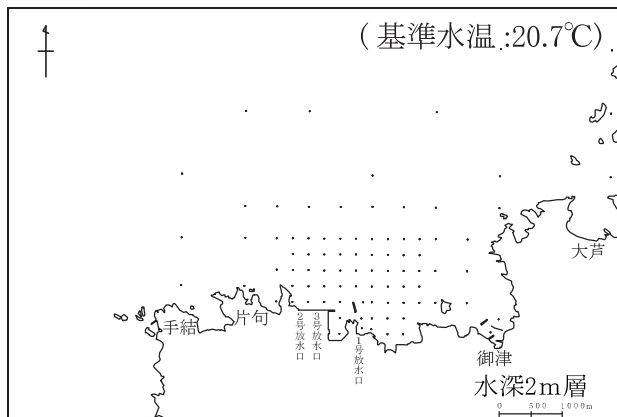 (基準水温:20.7℃)
大芦
手結
片句
2号放水口
3号放水口
1号放水口
御津
水深2m層
0 500 1000m